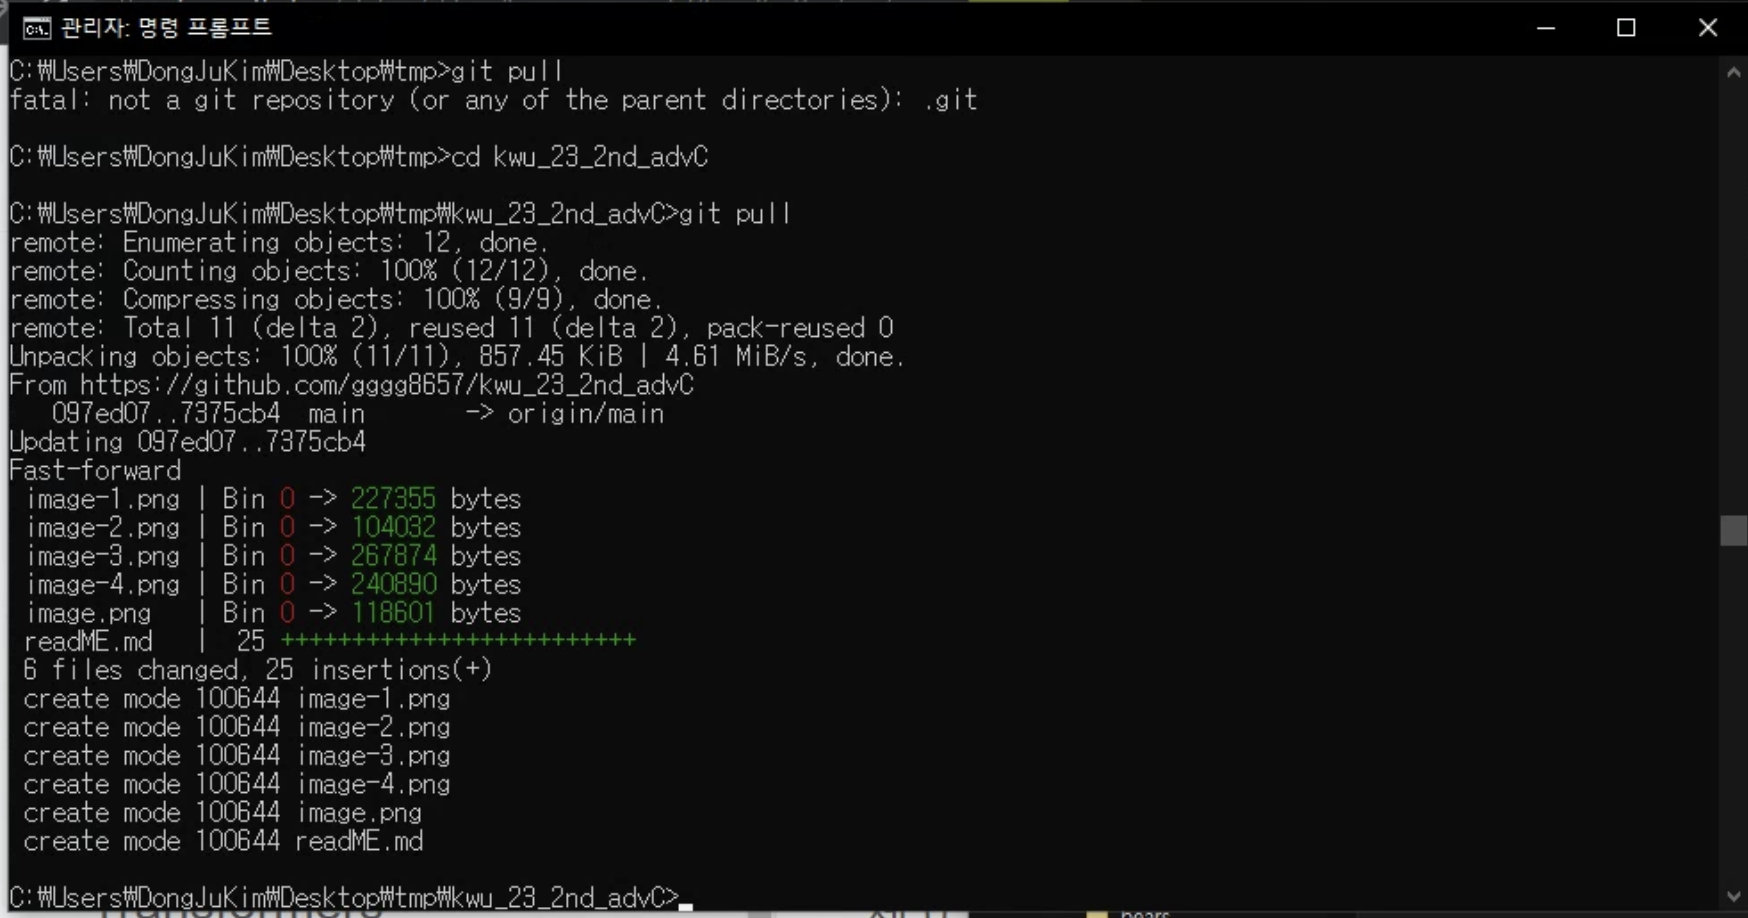 관리자: 명령 프롬프트
C:₩Users₩DongJuKim₩Desktop₩tmp>git pull
fatal: not a git repository (or any of the parent directories): .git
C:₩Users₩DongJuKim₩Desktop₩tmp>cd kwu_23_2nd_advC
C:₩Users₩DongJuKim₩Desktop₩tmp₩kwu_23_2nd_advC>git pull
remote: Enumerating objects: 12, done.
remote: Counting objects: 100% (12/12), done.
remote: Compressing objects: 100% (9/9), done.
remote: Total 11 (delta 2), reused 11 (delta 2), pack-reused 0
Unpacking objects: 100% (11/11), 857.45 KiB | 4.61 MiB/s, done.
From https://github.com/gggg8657/kwu_23_2nd_advC
   097ed07..7375cb4  main       -> origin/main
Updating 097ed07..7375cb4
Fast-forward
 image-1.png | Bin 0 -> 227355 bytes
 image-2.png | Bin 0 -> 104032 bytes
 image-3.png | Bin 0 -> 267874 bytes
 image-4.png | Bin 0 -> 240890 bytes
 image.png   | Bin 0 -> 118601 bytes
 readME.md   |  25 +++++++++++++++++++++++++
 6 files changed, 25 insertions(+)
 create mode 100644 image-1.png
 create mode 100644 image-2.png
 create mode 100644 image-3.png
 create mode 100644 image-4.png
 create mode 100644 image.png
 create mode 100644 readME.md
C:₩Users₩DongJuKim₩Desktop₩tmp₩kwu_23_2nd_advC>